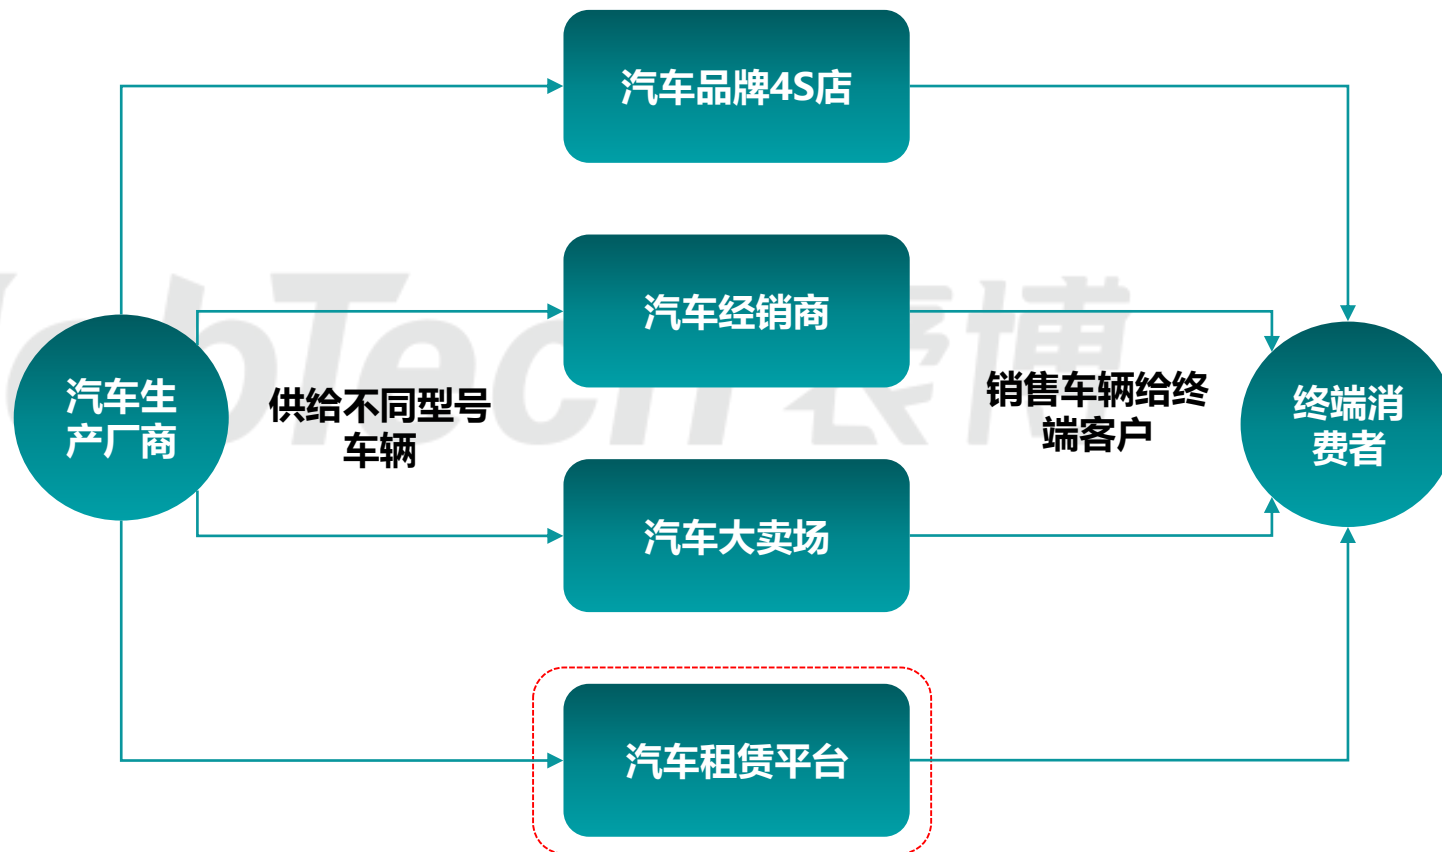 汽车品牌4S店
汽车经销商
汽车生
产厂商
供给不同型号
车辆
销售车辆给终
端客户
终端消
费者
汽车大卖场
汽车租赁平台